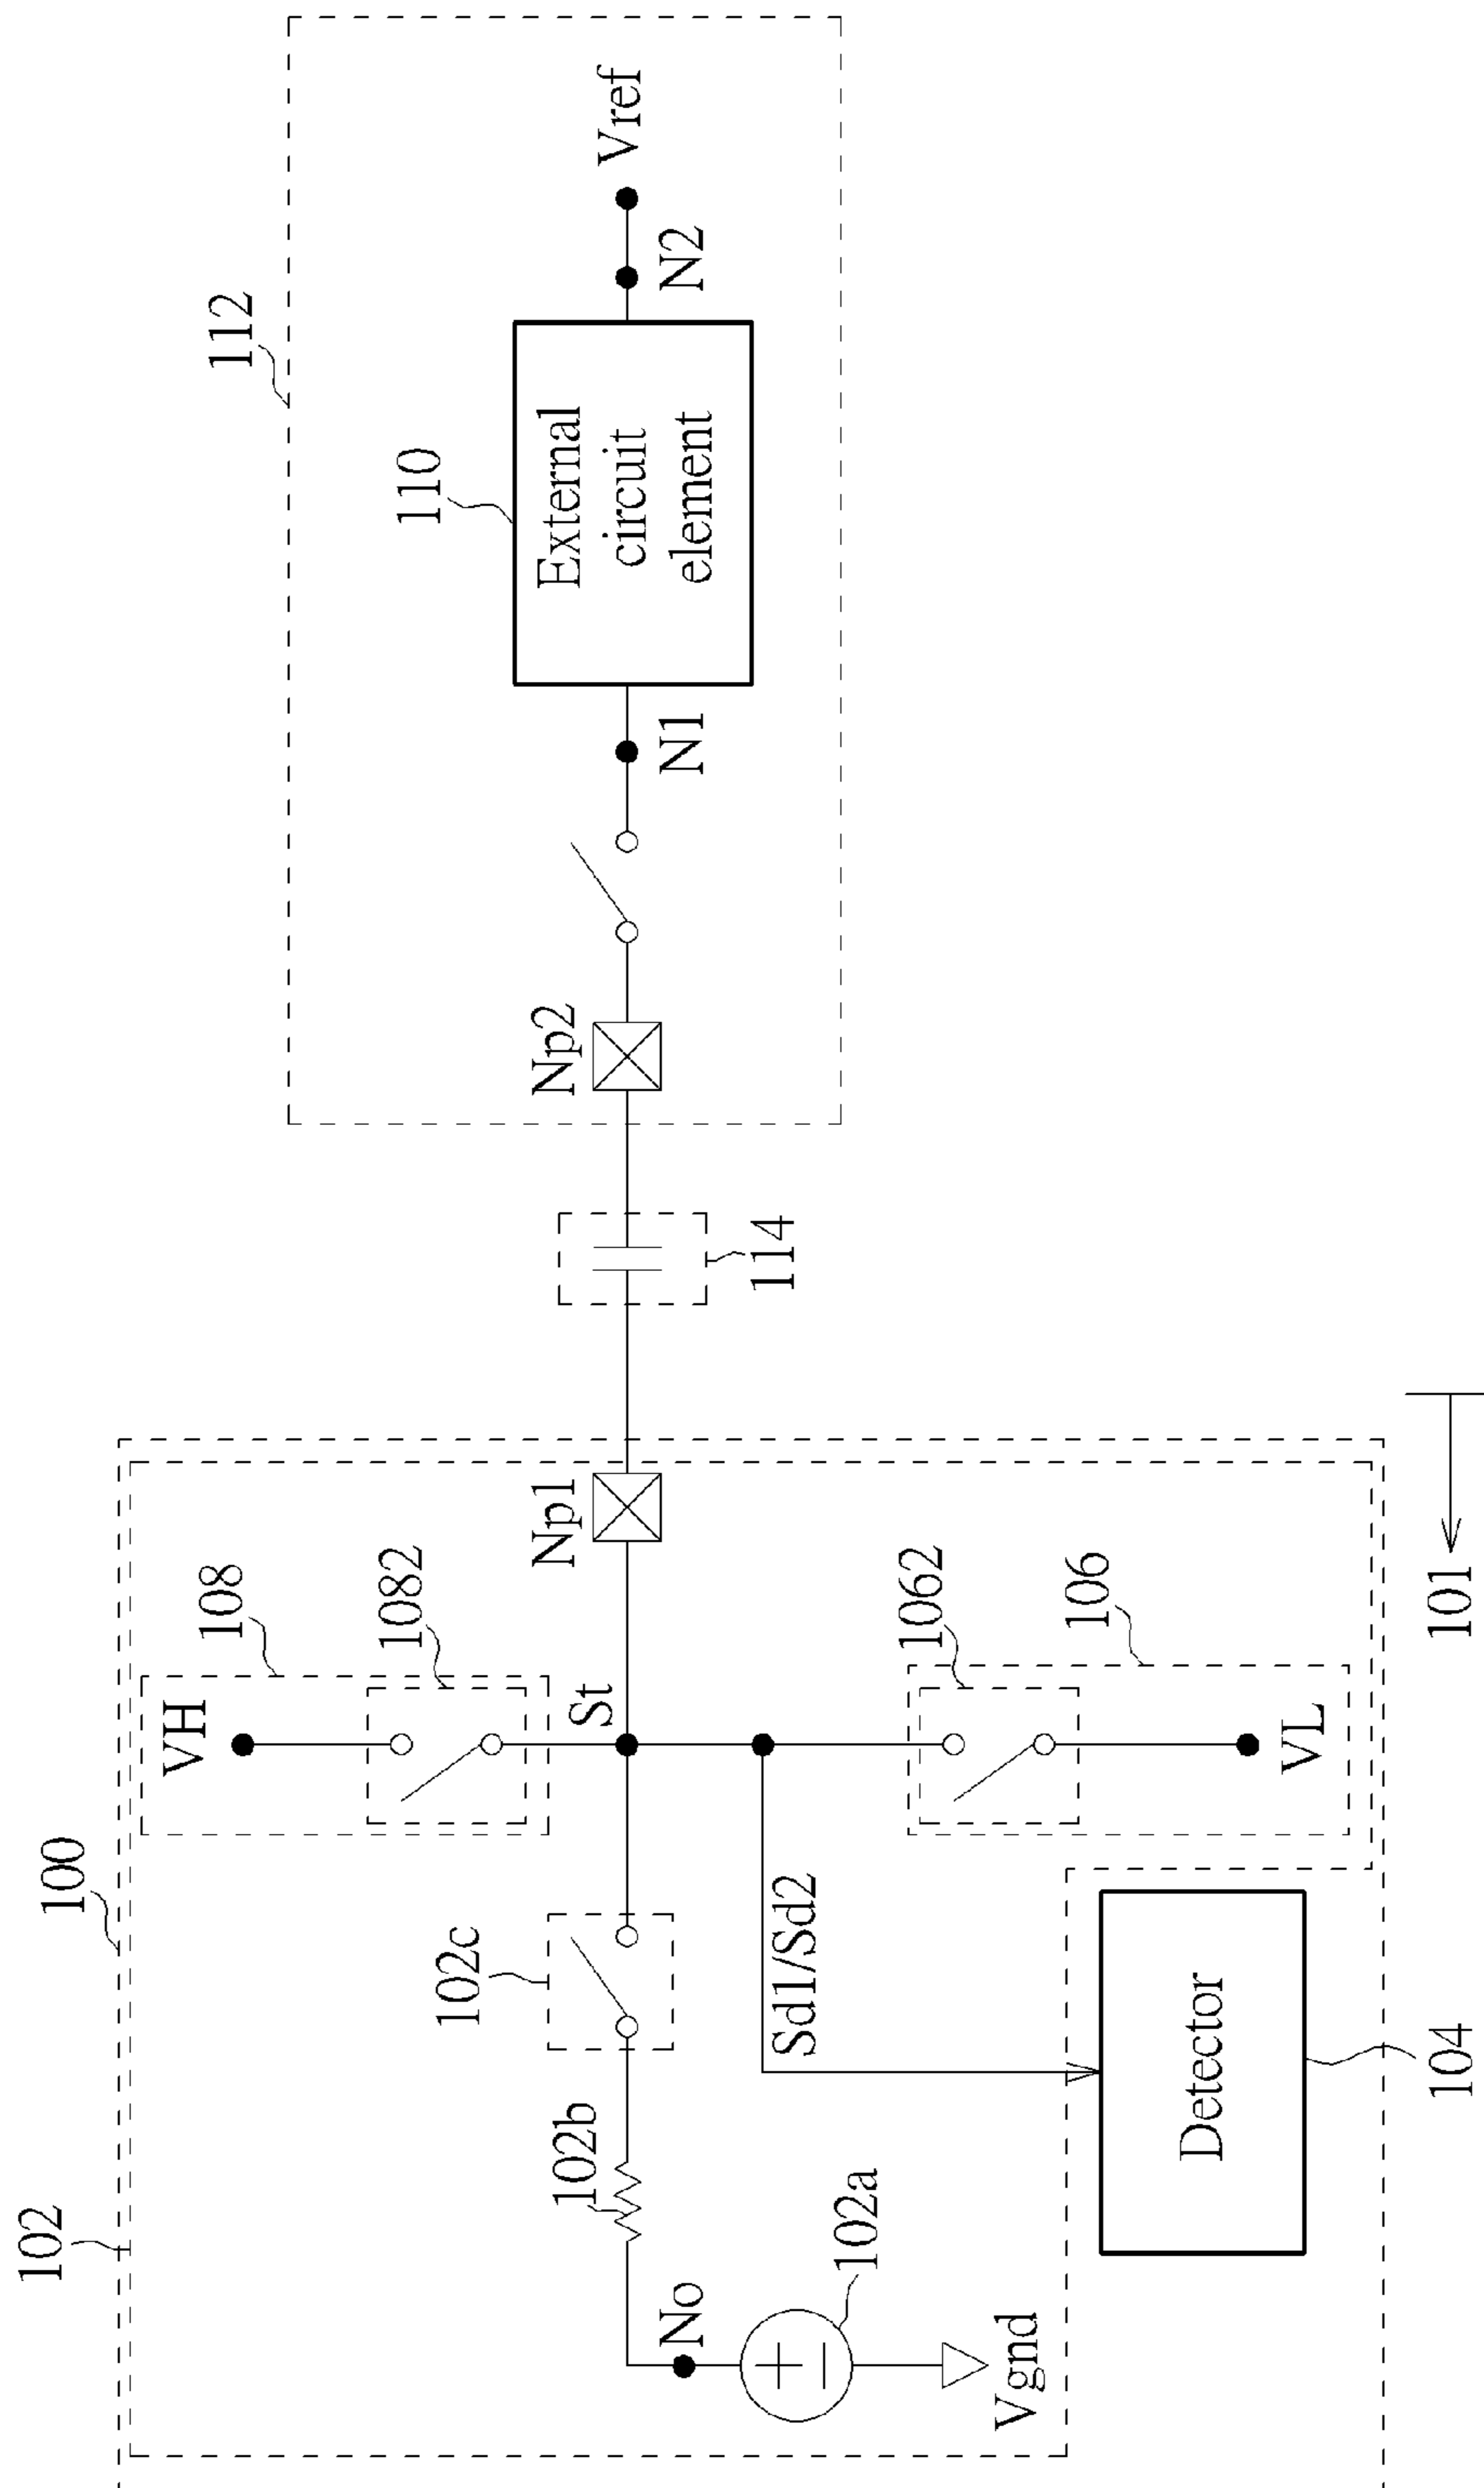 112
110
External
circuit
element
Vref
N2
N1
Np2
114
100
102
108
VH
1082
St
Np1
102c
102b
No
102a
Vgnd
Sd1/Sd2
1062
106
VL
Detector
104
101